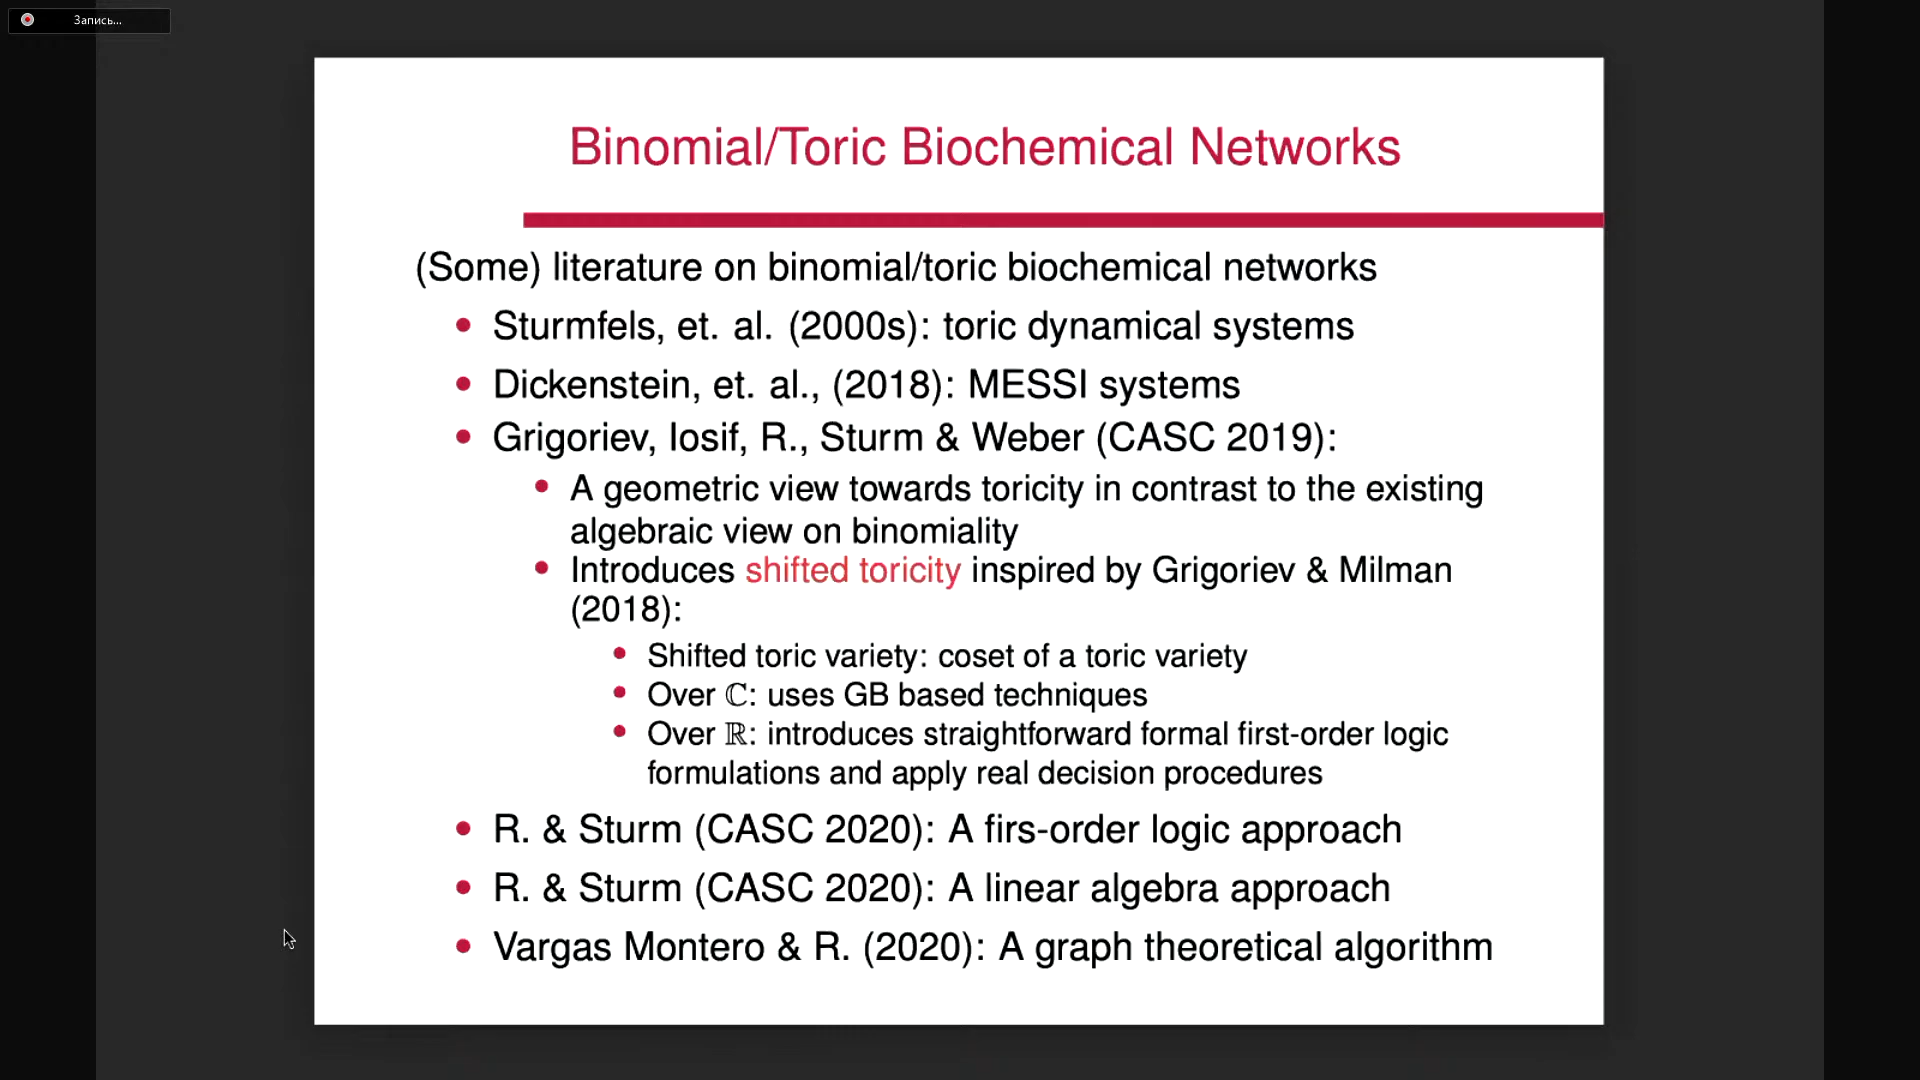 Запись...
Binomial/Toric Biochemical Networks
(Some) literature on binomial/toric biochemical networks
• Sturmfels, et. al. (2000s): toric dynamical systems
• Dickenstein, et. al., (2018): MESSI systems
• Grigoriev, Iosif, R., Sturm & Weber (CASC 2019):
• A geometric view towards toricity in contrast to the existing
algebraic view on binomiality
• Introduces shifted toricity inspired by Grigoriev & Milman
(2018):
• Shifted toric variety: coset of a toric variety
• Over ℂ: uses GB based techniques
• Over ℝ: introduces straightforward formal first-order logic
formulations and apply real decision procedures
• R. & Sturm (CASC 2020): A firs-order logic approach
• R. & Sturm (CASC 2020): A linear algebra approach
• Vargas Montero & R. (2020): A graph theoretical algorithm